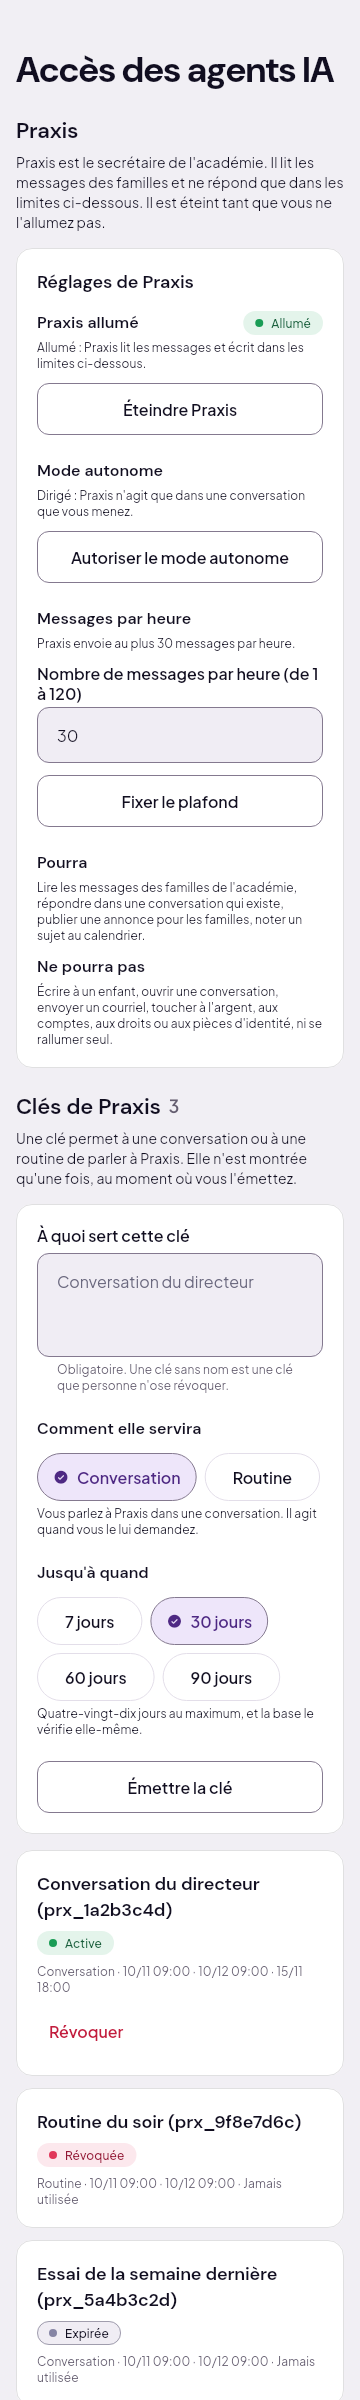 Accès des agents IA
Praxis
Praxis est le secrétaire de l'académie. Il lit les
messages des familles et ne répond que dans les
limites ci-dessous. Il est éteint tant que vous ne
l'allumez pas.
Réglages de Praxis
Praxis allumé
Allumé
Allumé : Praxis lit les messages et écrit dans les
limites ci-dessous.
Éteindre Praxis
Mode autonome
Dirigé : Praxis n'agit que dans une conversation
que vous menez.
Autoriser le mode autonome
Messages par heure
Praxis envoie au plus 30 messages par heure.
Nombre de messages par heure (de 1
à 120)
30
Fixer le plafond
Pourra
Lire les messages des familles de l'académie,
répondre dans une conversation qui existe,
publier une annonce pour les familles, noter un
sujet au calendrier.
Ne pourra pas
Écrire à un enfant, ouvrir une conversation,
envoyer un courriel, toucher à l'argent, aux
comptes, aux droits ou aux pièces d'identité, ni se
rallumer seul.
Clés de Praxis 3
Une clé permet à une conversation ou à une
routine de parler à Praxis. Elle n'est montrée
qu'une fois, au moment où vous l'émettez.
À quoi sert cette clé
Conversation du directeur
Obligatoire. Une clé sans nom est une clé
que personne n'ose révoquer.
Comment elle servira
Conversation
Routine
Vous parlez à Praxis dans une conversation. Il agit
quand vous le lui demandez.
Jusqu'à quand
7 jours
30 jours
60 jours
90 jours
Quatre-vingt-dix jours au maximum, et la base le
vérifie elle-même.
Émettre la clé
Conversation du directeur
(prx_1a2b3c4d)
Active
Conversation · 10/11 09:00 · 10/12 09:00 · 15/11
18:00
Révoquer
Routine du soir (prx_9f8e7d6c)
Révoquée
Routine · 10/11 09:00 · 10/12 09:00 · Jamais
utilisée
Essai de la semaine dernière
(prx_5a4b3c2d)
Expirée
Conversation · 10/11 09:00 · 10/12 09:00 · Jamais
utilisée